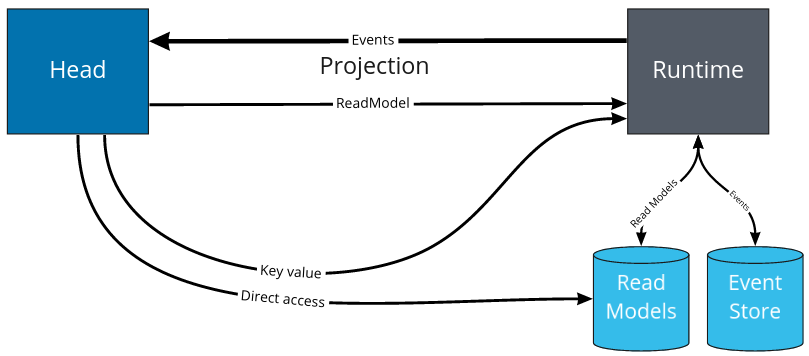 Events
Head
Projection
Runtime
ReadModel
Read Models
Events
Key value
Direct access
Read
Models
Event
Store